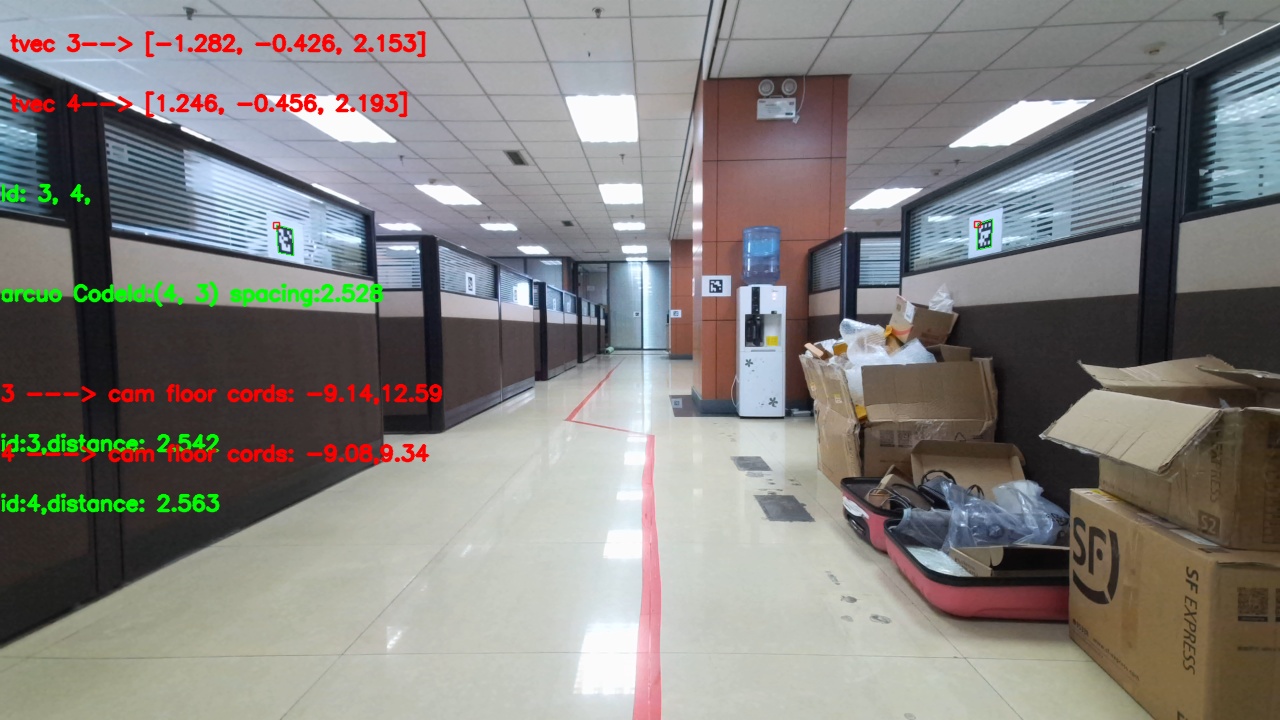 tvec 3--> [-1.282, -0.426, 2.153]
tvec 4--> [1.246, -0.456, 2.193]
Id: 3, 4,
arcuo CodeId:(4, 3) spacing:2.528
3 ---> cam floor cords: -9.14,12.59
id:3,distance: 2.542
4 ---> cam floor cords: -9.08,9.34
id:4,distance: 2.563
SF
SF EXPRESS